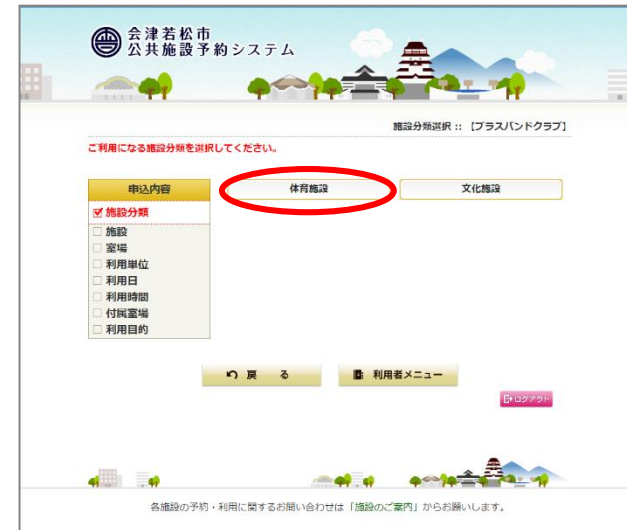 会津若松市
公共施設予約システム
施設分類選択 :: 【ブラスバンドクラブ】
ご利用になる施設分類を選択してください。
申込内容
体育施設
文化施設
施設分類
施設
室場
利用単位
利用日
利用時間
付属室場
利用目的
戻 る
利用者メニュー
ログアウト
各施設の予約・利用に関するお問い合わせは「施設のご案内」からお願いします。